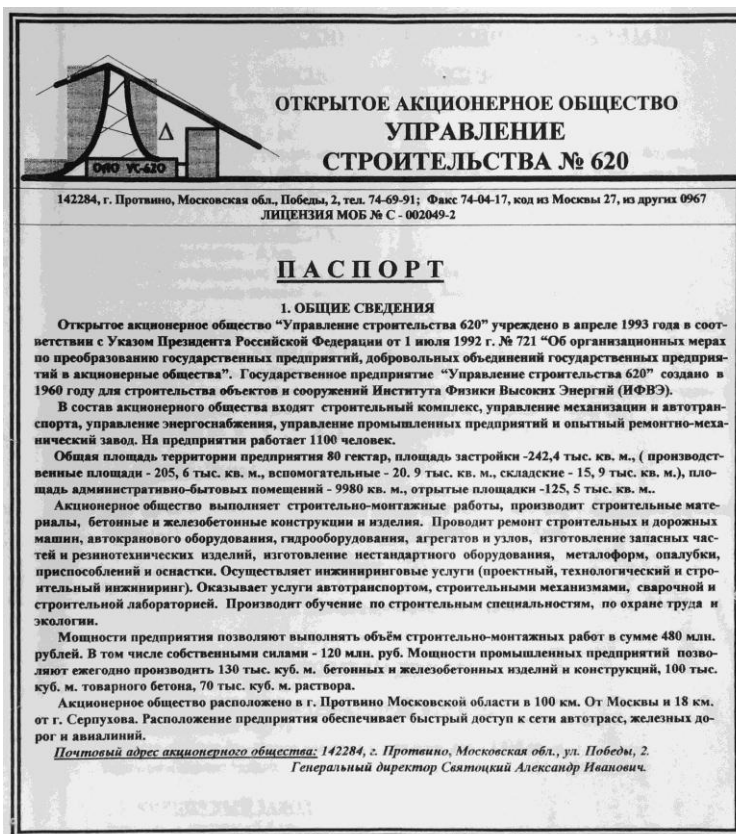 ОТКРЫТОЕ АКЦИОНЕРНОЕ ОБЩЕСТВО
УПРАВЛЕНИЕ
СТРОИТЕЛЬСТВА № 620
Δ
ОАО УС-620
142284, г. Протвино, Московская обл., Победы, 2, тел. 74-69-91; Факс 74-04-17, код из Москвы 27, из других 0967
ЛИЦЕНЗИЯ МОБ № С - 002049-2
ПАСПОРТ
1. ОБЩИЕ СВЕДЕНИЯ
Открытое акционерное общество “Управление строительства 620” учреждено в апреле 1993 года в соот-
ветствии с Указом Президента Российской Федерации от 1 июля 1992 г. № 721 “Об организационных мерах
по преобразованию государственных предприятий, добровольных объединений государственных предприя-
тий в акционерные общества”. Государственное предприятие “Управление строительства 620” создано в
1960 году для строительства объектов и сооружений Института Физики Высоких Энергий (ИФВЭ).
В состав акционерного общества входят строительный комплекс, управление механизации и автотран-
спорта, управление энергоснабжения, управление промышленных предприятий и опытный ремонтно-меха-
нический завод. На предприятии работает 1100 человек.
Общая площадь территории предприятия 80 гектар, площадь застройки -242,4 тыс. кв. м., ( производст-
венные площади - 205, 6 тыс. кв. м., вспомогательные - 20. 9 тыс. кв. м., складские - 15, 9 тыс. кв. м.), пло-
щадь административно-бытовых помещений - 9980 кв. м., отрытые площадки -125, 5 тыс. кв. м..
Акционерное общество выполняет строительно-монтажные работы, производит строительные мате-
риалы, бетонные и железобетонные конструкции и изделия. Проводит ремонт строительных и дорожных
машин, автокранового оборудования, гидрооборудования, агрегатов и узлов, изготовление запасных час-
тей и резинотехнических изделий, изготовление нестандартного оборудования, металоформ, опалубки,
приспособлений и оснастки. Осуществляет инжиниринговые услуги (проектный, технологический и стро-
ительный инжиниринг). Оказывает услуги автотранспортом, строительными механизмами, сварочной и
строительной лабораторией. Производит обучение по строительным специальностям, по охране труда и
экологии.
Мощности предприятия позволяют выполнять объём строительно-монтажных работ в сумме 480 млн.
рублей. В том числе собственными силами - 120 млн. руб. Мощности промышленных предприятий позво-
ляют ежегодно производить 130 тыс. куб. м. бетонных и железобетонных изделий и конструкций, 100 тыс.
куб. м. товарного бетона, 70 тыс. куб. м. раствора.
Акционерное общество расположено в г. Протвино Московской области в 100 км. От Москвы и 18 км.
от г. Серпухова. Расположение предприятия обеспечивает быстрый доступ к сети автотрасс, железных до-
рог и авиалиний.
Почтовый адрес акционерного общества: 142284, г. Протвино, Московская обл., ул. Победы, 2.
Генеральный директор Святоцкий Александр Иванович.